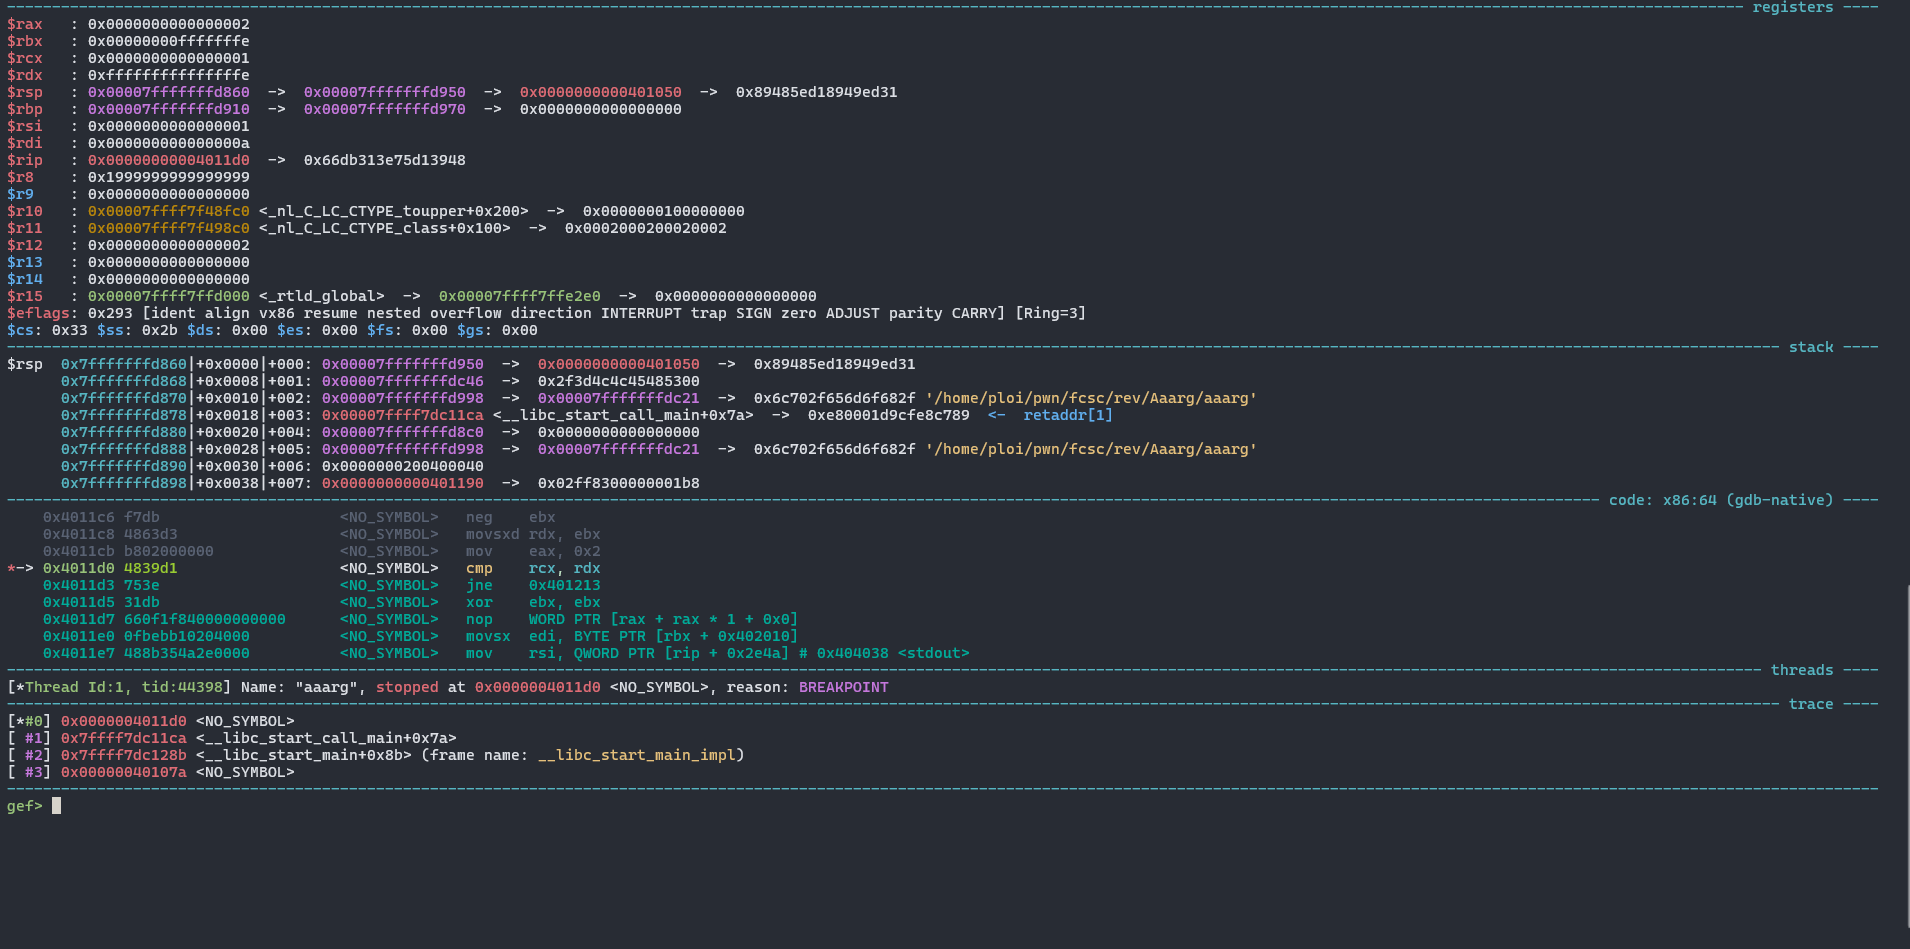 registers ----
$rax   : 0x0000000000000002
$rbx   : 0x00000000fffffffe
$rcx   : 0x0000000000000001
$rdx   : 0xfffffffffffffffe
$rsp   : 0x00007fffffffd860  ->  0x00007fffffffd950  ->  0x0000000000401050  ->  0x89485ed18949ed31
$rbp   : 0x00007fffffffd910  ->  0x00007fffffffd970  ->  0x0000000000000000
$rsi   : 0x0000000000000001
$rdi   : 0x000000000000000a
$rip   : 0x00000000004011d0  ->  0x66db313e75d13948
$r8    : 0x1999999999999999
$r9    : 0x0000000000000000
$r10   : 0x00007ffff7f48fc0 <_nl_C_LC_CTYPE_toupper+0x200>  ->  0x0000000100000000
$r11   : 0x00007ffff7f498c0 <_nl_C_LC_CTYPE_class+0x100>  ->  0x0002000200020002
$r12   : 0x0000000000000002
$r13   : 0x0000000000000000
$r14   : 0x0000000000000000
$r15   : 0x00007ffff7ffd000 <_rtld_global>  ->  0x00007ffff7ffe2e0  ->  0x0000000000000000
$eflags: 0x293 [ident align vx86 resume nested overflow direction INTERRUPT trap SIGN zero ADJUST parity CARRY] [Ring=3]
$cs: 0x33 $ss: 0x2b $ds: 0x00 $es: 0x00 $fs: 0x00 $gs: 0x00
stack ----
$rsp  0x7fffffffd860|+0x0000|+000: 0x00007fffffffd950  ->  0x0000000000401050  ->  0x89485ed18949ed31
0x7fffffffd868|+0x0008|+001: 0x00007fffffffdc46  ->  0x2f3d4c4c45485300
0x7fffffffd870|+0x0010|+002: 0x00007fffffffd998  ->  0x00007fffffffdc21  ->  0x6c702f656d6f682f '/home/ploi/pwn/fcsc/rev/Aaarg/aaarg'
0x7fffffffd878|+0x0018|+003: 0x00007ffff7dc11ca <__libc_start_call_main+0x7a>  ->  0xe80001d9cfe8c789  <-  retaddr[1]
0x7fffffffd880|+0x0020|+004: 0x00007fffffffd8c0  ->  0x0000000000000000
0x7fffffffd888|+0x0028|+005: 0x00007fffffffd998  ->  0x00007fffffffdc21  ->  0x6c702f656d6f682f '/home/ploi/pwn/fcsc/rev/Aaarg/aaarg'
0x7fffffffd890|+0x0030|+006: 0x0000000200400040
0x7fffffffd898|+0x0038|+007: 0x0000000000401190  ->  0x02ff8300000001b8
code: x86:64 (gdb-native) ----
0x4011c6 f7db                    <NO_SYMBOL>   neg    ebx
0x4011c8 4863d3                  <NO_SYMBOL>   movsxd rdx, ebx
0x4011cb b802000000              <NO_SYMBOL>   mov    eax, 0x2
*-> 0x4011d0 4839d1                  <NO_SYMBOL>   cmp    rcx, rdx
0x4011d3 753e                    <NO_SYMBOL>   jne    0x401213
0x4011d5 31db                    <NO_SYMBOL>   xor    ebx, ebx
0x4011d7 660f1f840000000000      <NO_SYMBOL>   nop    WORD PTR [rax + rax * 1 + 0x0]
0x4011e0 0fbebb10204000          <NO_SYMBOL>   movsx  edi, BYTE PTR [rbx + 0x402010]
0x4011e7 488b354a2e0000          <NO_SYMBOL>   mov    rsi, QWORD PTR [rip + 0x2e4a] # 0x404038 <stdout>
threads ----
[*Thread Id:1, tid:44398] Name: "aaarg", stopped at 0x0000004011d0 <NO_SYMBOL>, reason: BREAKPOINT
trace ----
[*#0] 0x0000004011d0 <NO_SYMBOL>
[ #1] 0x7ffff7dc11ca <__libc_start_call_main+0x7a>
[ #2] 0x7ffff7dc128b <__libc_start_main+0x8b> (frame name: __libc_start_main_impl)
[ #3] 0x00000040107a <NO_SYMBOL>
gef>